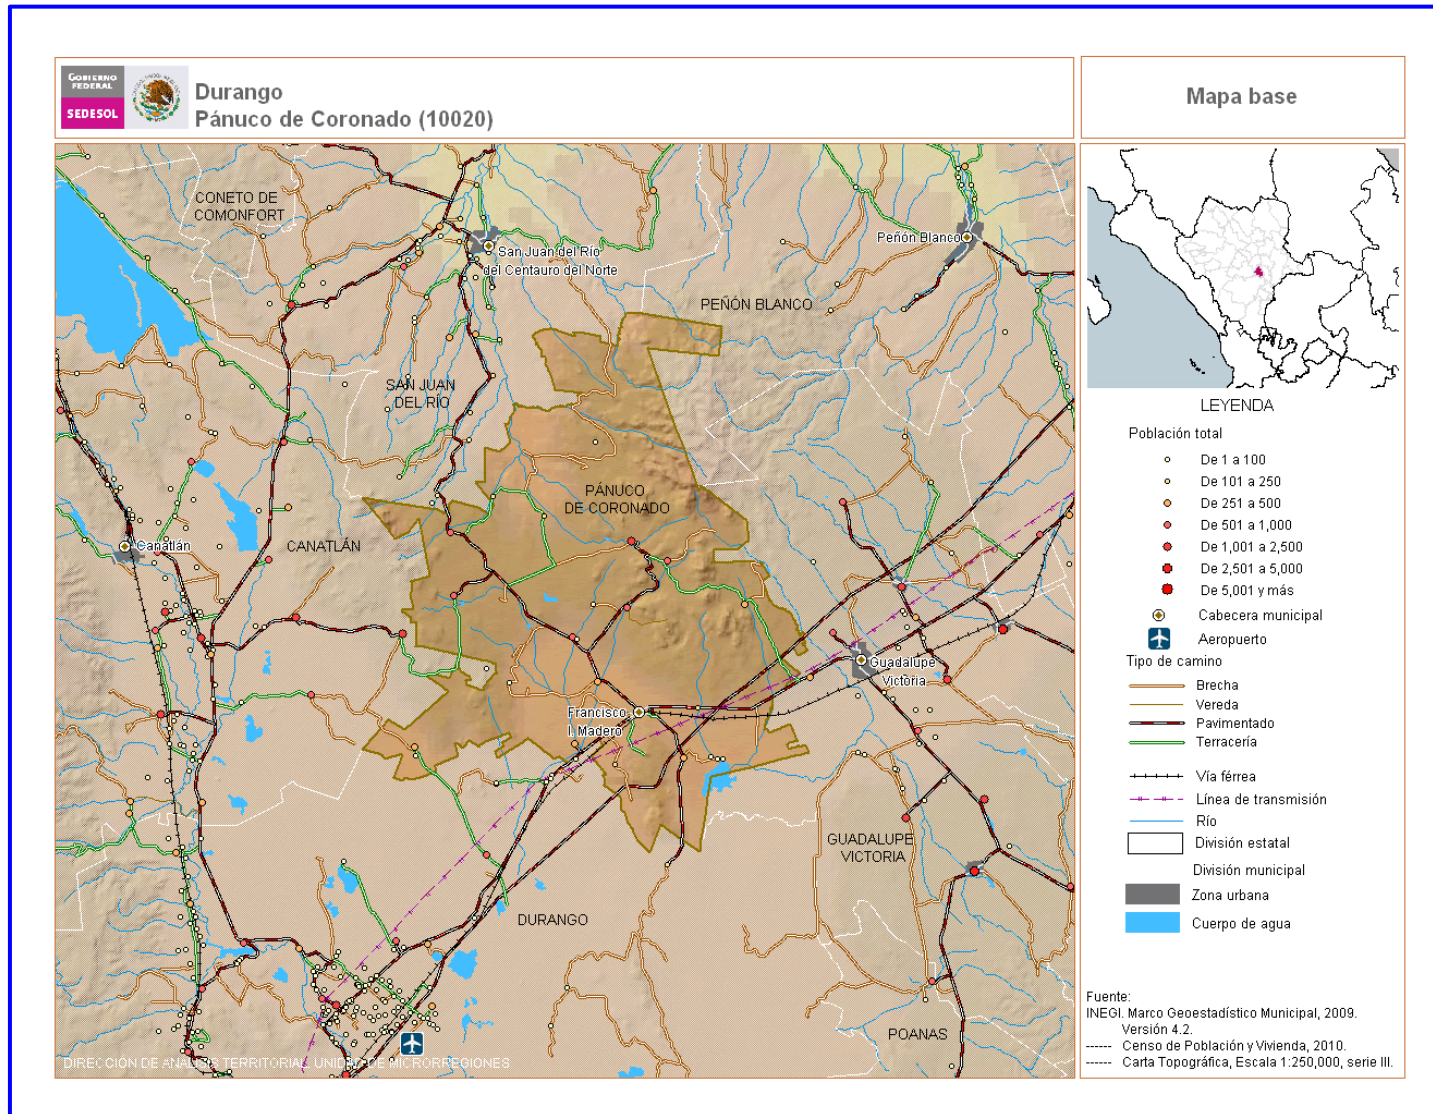 GOBIERNO
FEDERAL
SEDESOL
Durango
Pánuco de Coronado (10020)
Mapa base
CONETO DE
COMONFORT
San Juan del Río
del Centauro del Norte
Peñón Blanco
PEÑÓN BLANCO
SAN JUAN
DEL RÍO
PÁNUCO
DE CORONADO
Canatlán
CANATLÁN
Guadalupe
Victoria
Francisco
I. Madero
GUADALUPE
VICTORIA
DURANGO
POANAS
DIRECCIÓN DE ANÁLISIS TERRITORIAL. UNIDAD DE MICRORREGIONES
LEYENDA
Población total
De 1 a 100
De 101 a 250
De 251 a 500
De 501 a 1,000
De 1,001 a 2,500
De 2,501 a 5,000
De 5,001 y más
Cabecera municipal
Aeropuerto
Tipo de camino
Brecha
Vereda
Pavimentado
Terracería
Vía férrea
Línea de transmisión
Río
División estatal
División municipal
Zona urbana
Cuerpo de agua
Fuente:
INEGI. Marco Geoestadístico Municipal, 2009.
Versión 4.2.
------ Censo de Población y Vivienda, 2010.
------ Carta Topográfica, Escala 1:250,000, serie III.